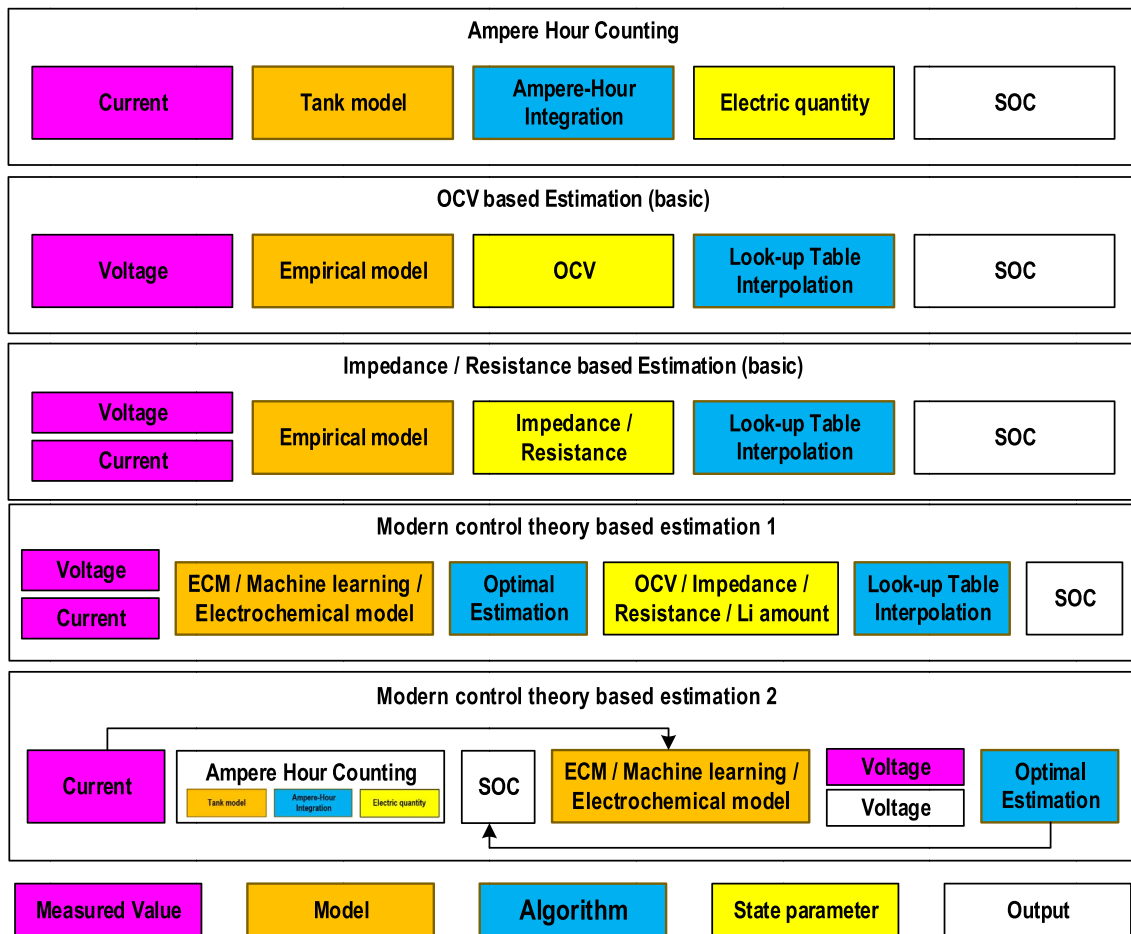 Ampere Hour Counting
Current
Tank model
Ampere-Hour
Integration
Electric quantity
SOC
OCV based Estimation (basic)
Voltage
Empirical model
OCV
Look-up Table
Interpolation
SOC
Impedance / Resistance based Estimation (basic)
Voltage
Current
Empirical model
Impedance /
Resistance
Look-up Table
Interpolation
SOC
Modern control theory based estimation 1
Voltage
Current
ECM / Machine learning /
Electrochemical model
Optimal
Estimation
OCV / Impedance /
Resistance / Li amount
Look-up Table
Interpolation
SOC
Modern control theory based estimation 2
Current
Ampere Hour Counting
Tank model
Ampere-Hour
Integration
Electric quantity
SOC
ECM / Machine learning /
Electrochemical model
Voltage
Voltage
Optimal
Estimation
Measured Value
Model
Algorithm
State parameter
Output